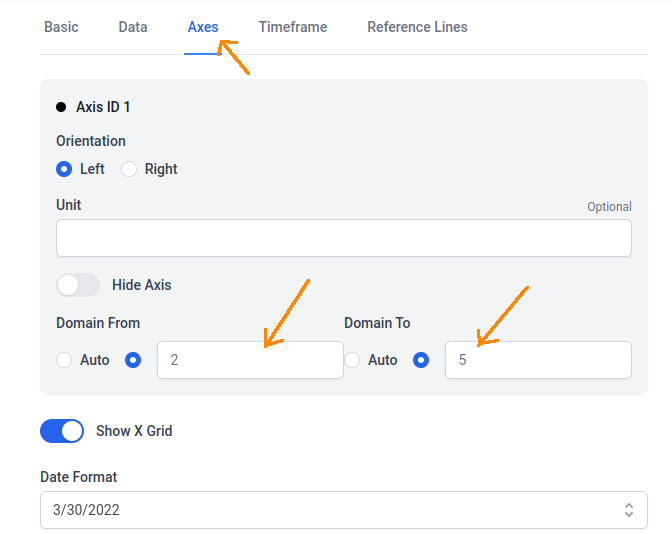 Basic Data Axes Timeframe Reference Lines
Axis ID 1
Orientation
Left Right
Unit Optional
Hide Axis
Domain From Domain To
Auto 2 Auto 5
Show X Grid
Date Format
3/30/2022